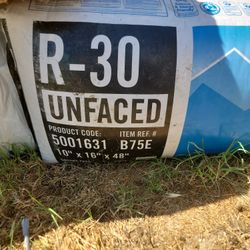 R-30
UNFACED
PRODUCT CODE: ITEM REF. #
5001631 B75E
10" x 16" x 48"